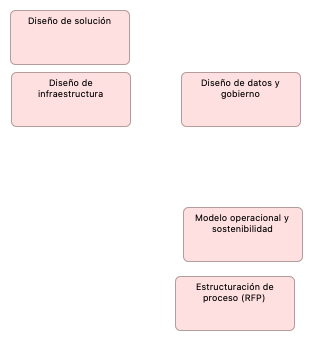 Diseño de solución
Diseño de
infraestructura
Diseño de datos y
gobierno
Modelo operacional y
sostenibilidad
Estructuración de
proceso (RFP)